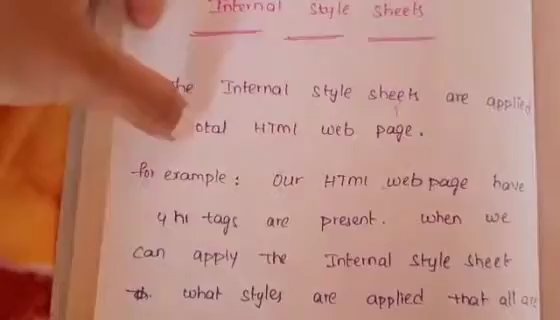 Internal Style Sheets
The Internal Style sheets are applied
total HTML web page.
for example: Our HTML web page have
4 h1 tags are present. when we
can apply the Internal Style Sheet
what styles are applied that all are